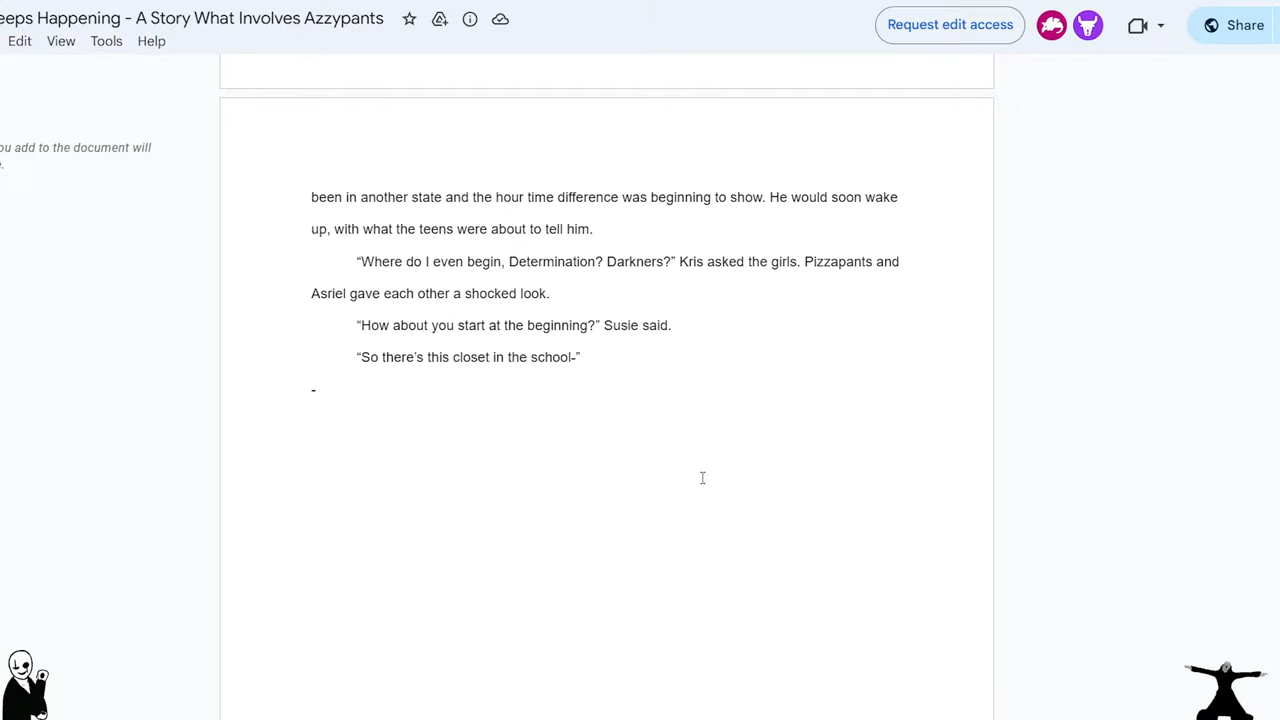 eeps Happening - A Story What Involves Azzypants
Request edit access
Share
Edit View Tools Help
ou add to the document will
e.
been in another state and the hour time difference was beginning to show. He would soon wake
up, with what the teens were about to tell him.
“Where do I even begin, Determination? Darkners?” Kris asked the girls. Pizzapants and
Asriel gave each other a shocked look.
“How about you start at the beginning?” Susie said.
“So there’s this closet in the school-”
-